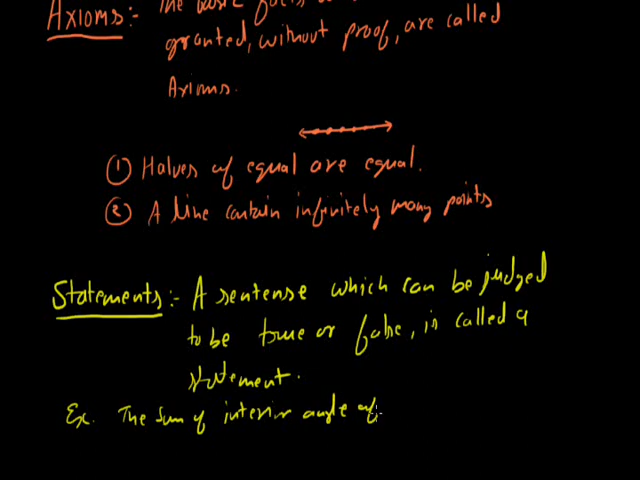 Axioms:- The basic facts
granted, without proof, are called
Axioms.
① Halves of equal are equal.
② A line contain infinitely many points
Statements:- A sentense which can be judged
to be true or false, is called a
statement.
Ex. The sum of interior angle of